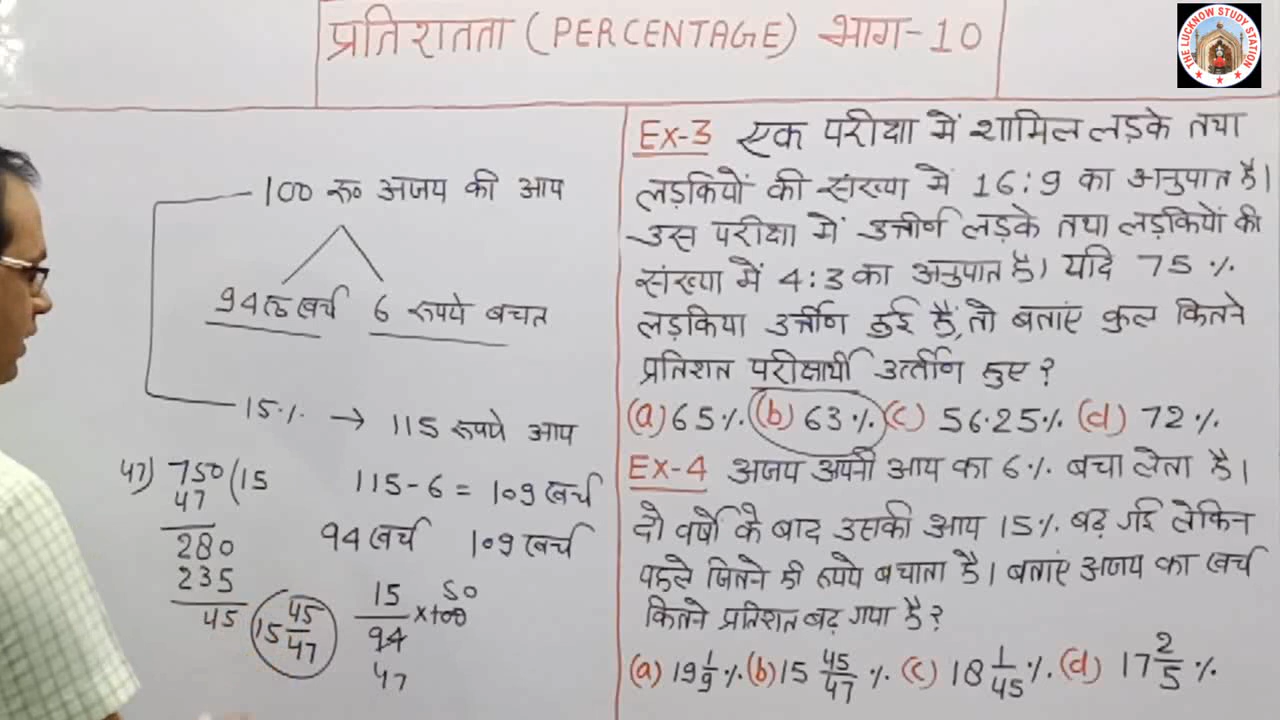 प्रतिशतता (PERCENTAGE) भाग-10
THE LUCKNOW STUDY STATION
100 रु० अजय की आय
94 रु खर्च 6 रूपये बचत
15% → 115 रूपये आय
47) 750 (15
47
280
235
45
15 45/47
115-6 = 109 खर्च
94 खर्च 109 खर्च
15/94 × 100 50
47
Ex-3 एक परीक्षा में शामिल लड़के तथा
लड़कियों की संख्या में 16:9 का अनुपात है।
उस परीक्षा में उत्तीर्ण लड़के तथा लड़कियों की
संख्या में 4:3 का अनुपात है। यदि 75%
लड़किया उर्त्तीण हुई हैं, तो बताएं कुल कितने
प्रतिशत परीक्षार्थी उर्त्तीण हुए?
(a) 65% (b) 63% (c) 56.25% (d) 72%
Ex-4 अजय अपनी आय का 6% बचा लेता है।
दो वर्षों के बाद उसकी आय 15% बढ़ गई लेकिन
पहले जितने ही रूपये बचाता है। बताएं अजय का खर्च
कितने प्रतिशत बढ़ गया है?
(a) 19 1/9 % (b) 15 45/47 % (c) 18 1/45 % (d) 17 2/5 %